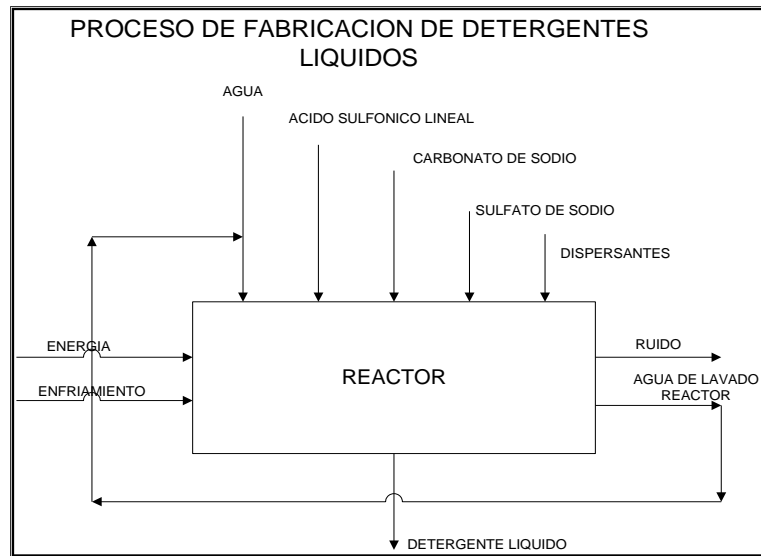 PROCESO DE FABRICACION DE DETERGENTES
LIQUIDOS
AGUA
ACIDO SULFONICO LINEAL
CARBONATO DE SODIO
SULFATO DE SODIO
DISPERSANTES
ENERGIA
ENFRIAMIENTO
REACTOR
RUIDO
AGUA DE LAVADO
REACTOR
DETERGENTE LIQUIDO